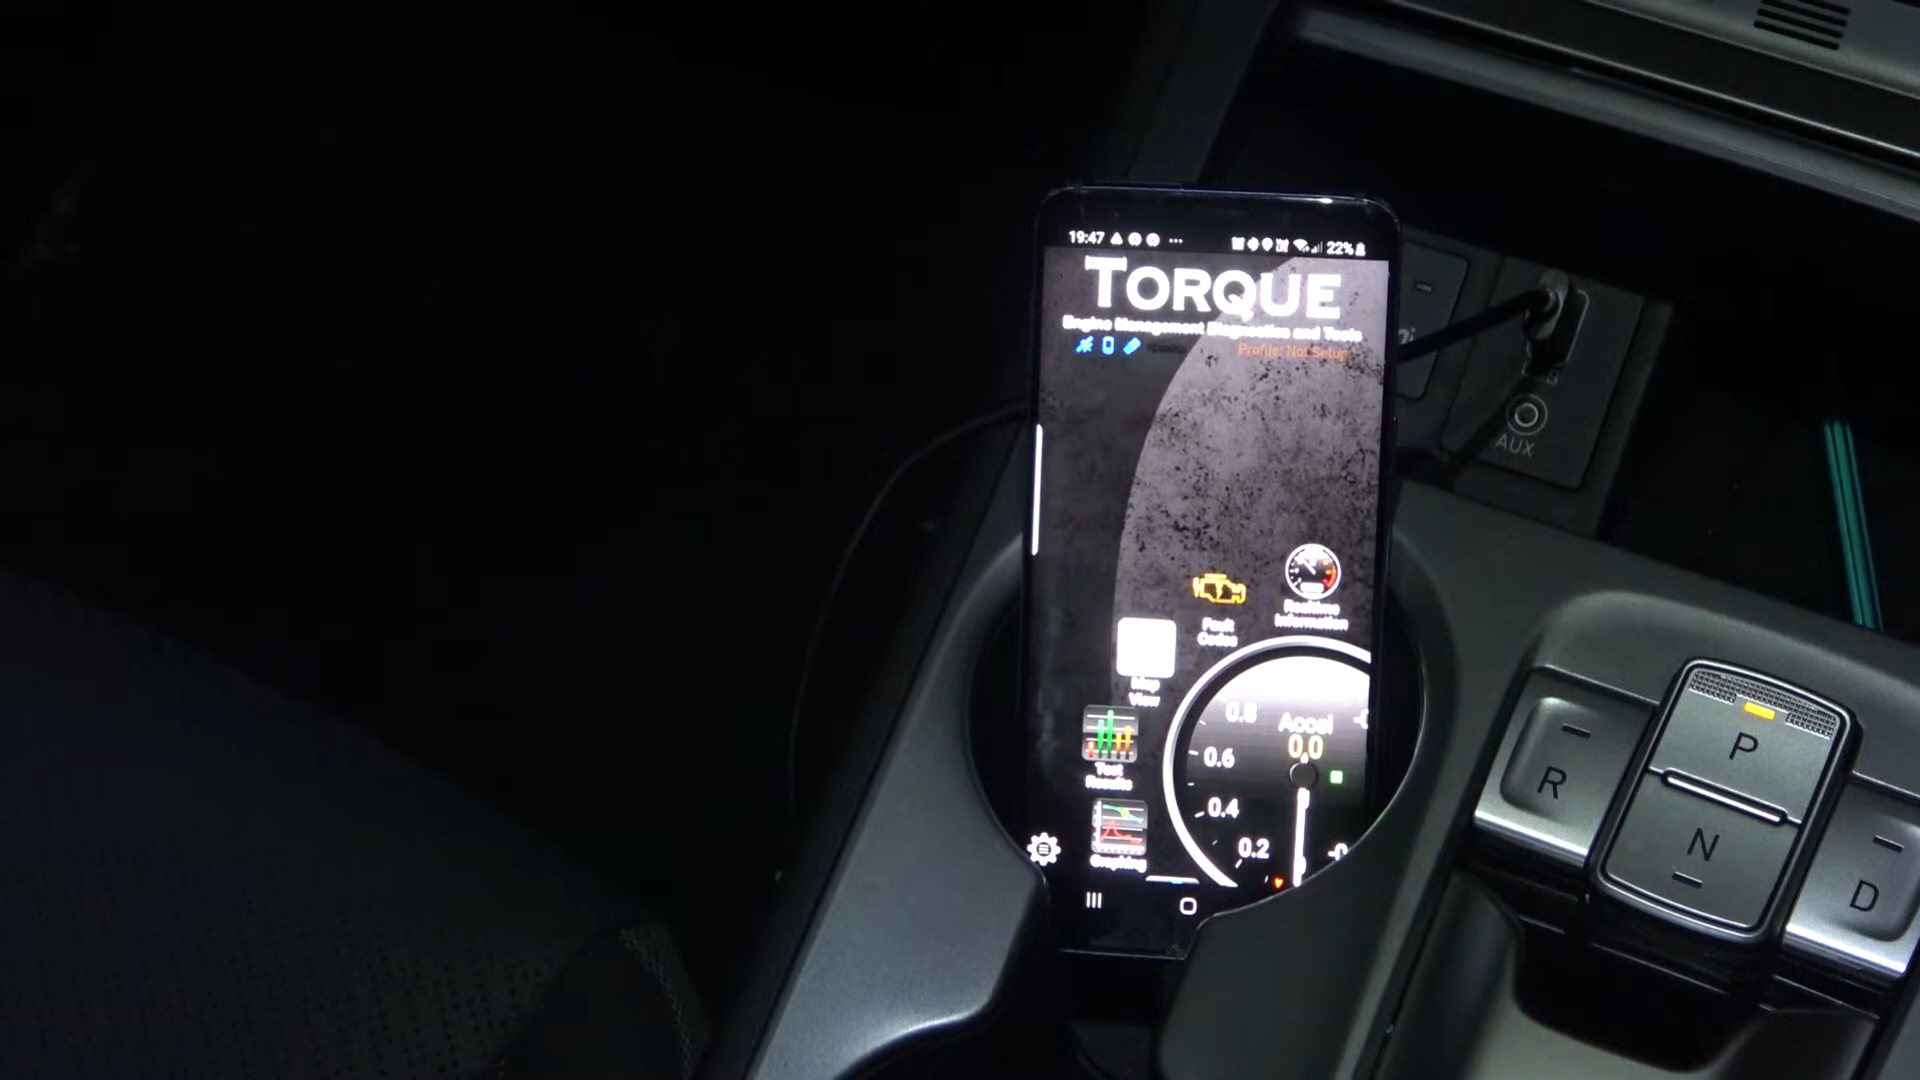 19:47
22%
TORQUE
Engine Management Diagnostics and Tools
Profile: Not Setup
AUX
Realtime
Information
Fault
Codes
Map
View
Accel
0.0
0.8
0.6
0.4
0.2
Test
Results
Graphing
P
R
N
D